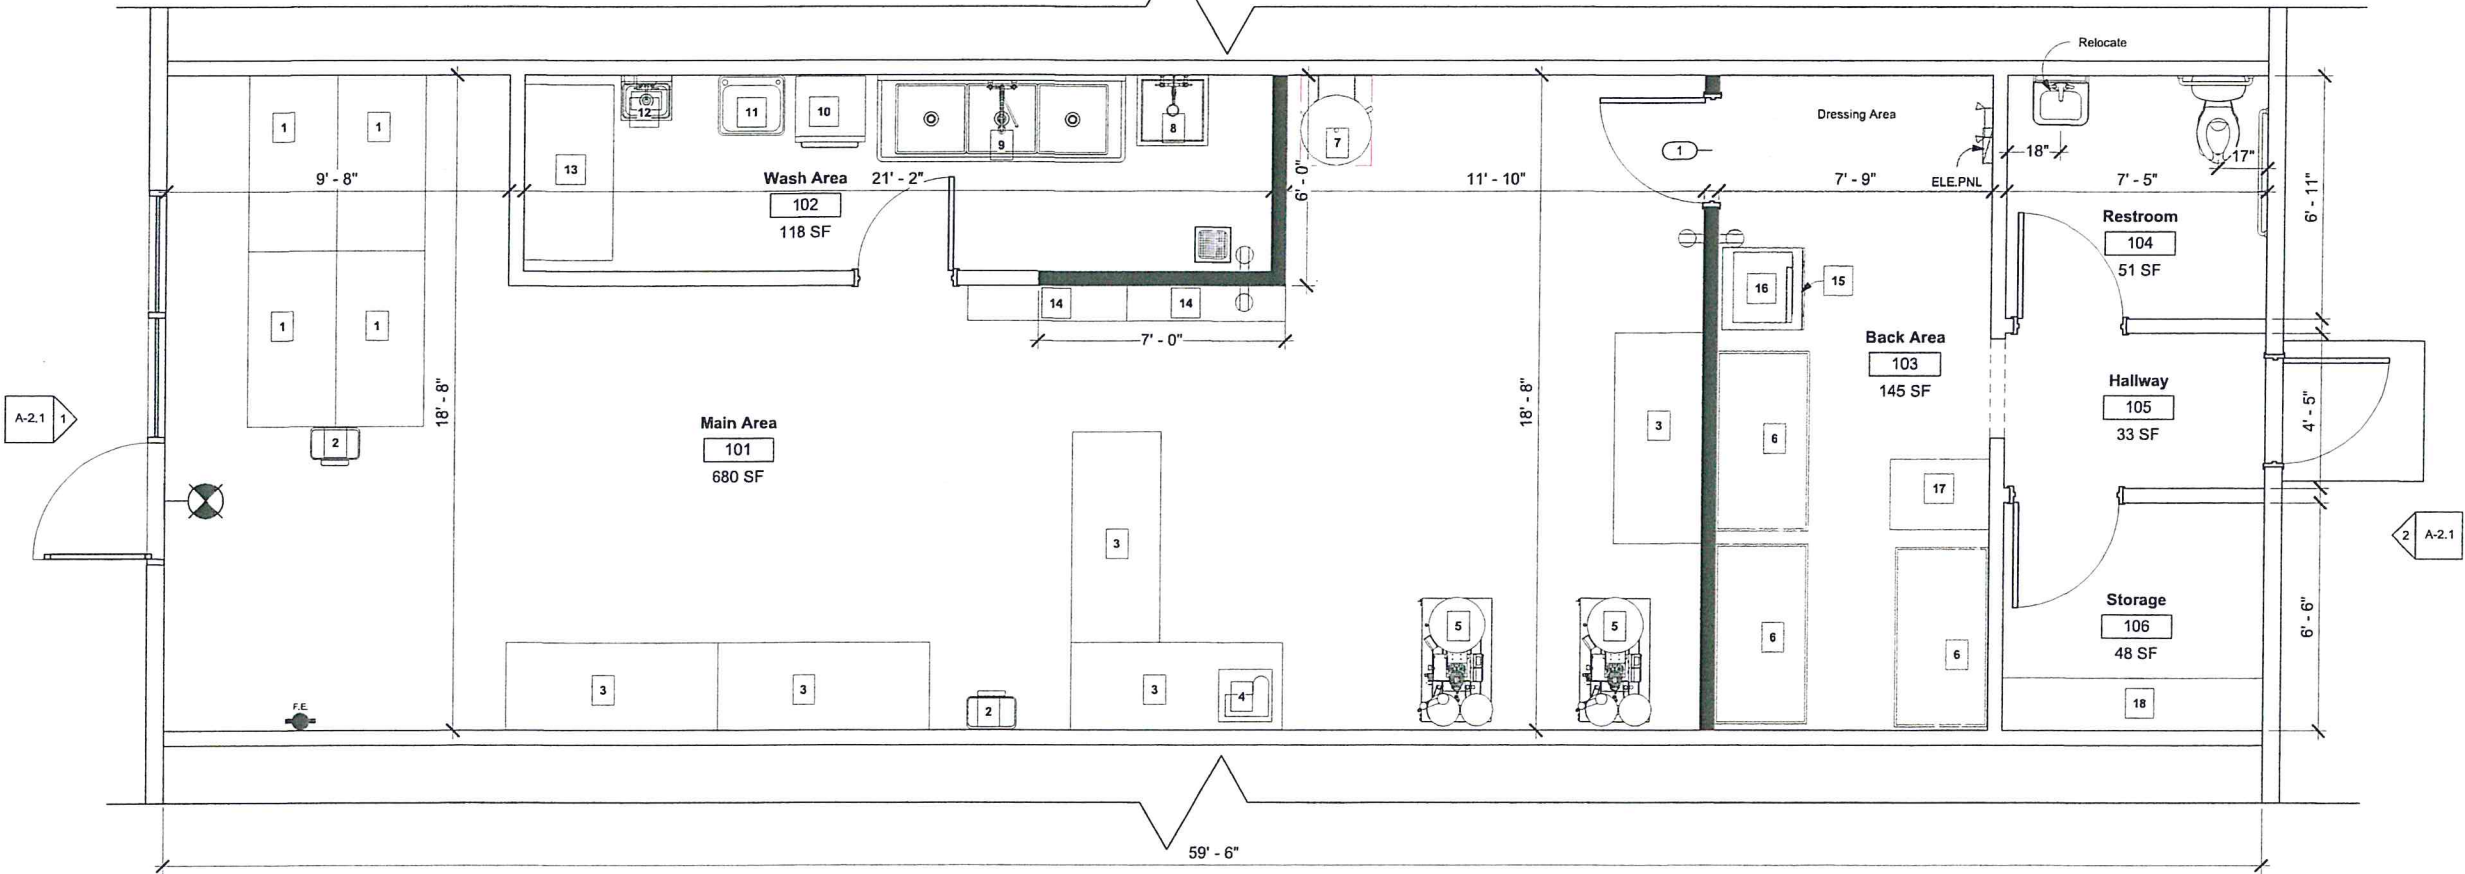 Relocate
1
1
12
11
10
9
8
7
Dressing Area
1
13
18"
17"
9' - 8"
Wash Area
21' - 2"
6' - 0"
11' - 10"
7' - 9"
ELE.PNL
7' - 5"
6' - 11"
102
118 SF
Restroom
104
51 SF
1
1
14
14
16
15
7' - 0"
Back Area
103
145 SF
18' - 8"
18' - 8"
Hallway
105
33 SF
4' - 5"
A-2.1
1
2
Main Area
101
680 SF
3
6
17
3
2
A-2.1
Storage
106
48 SF
6' - 6"
5
5
6
6
3
3
3
4
2
18
F.E.
59' - 6"